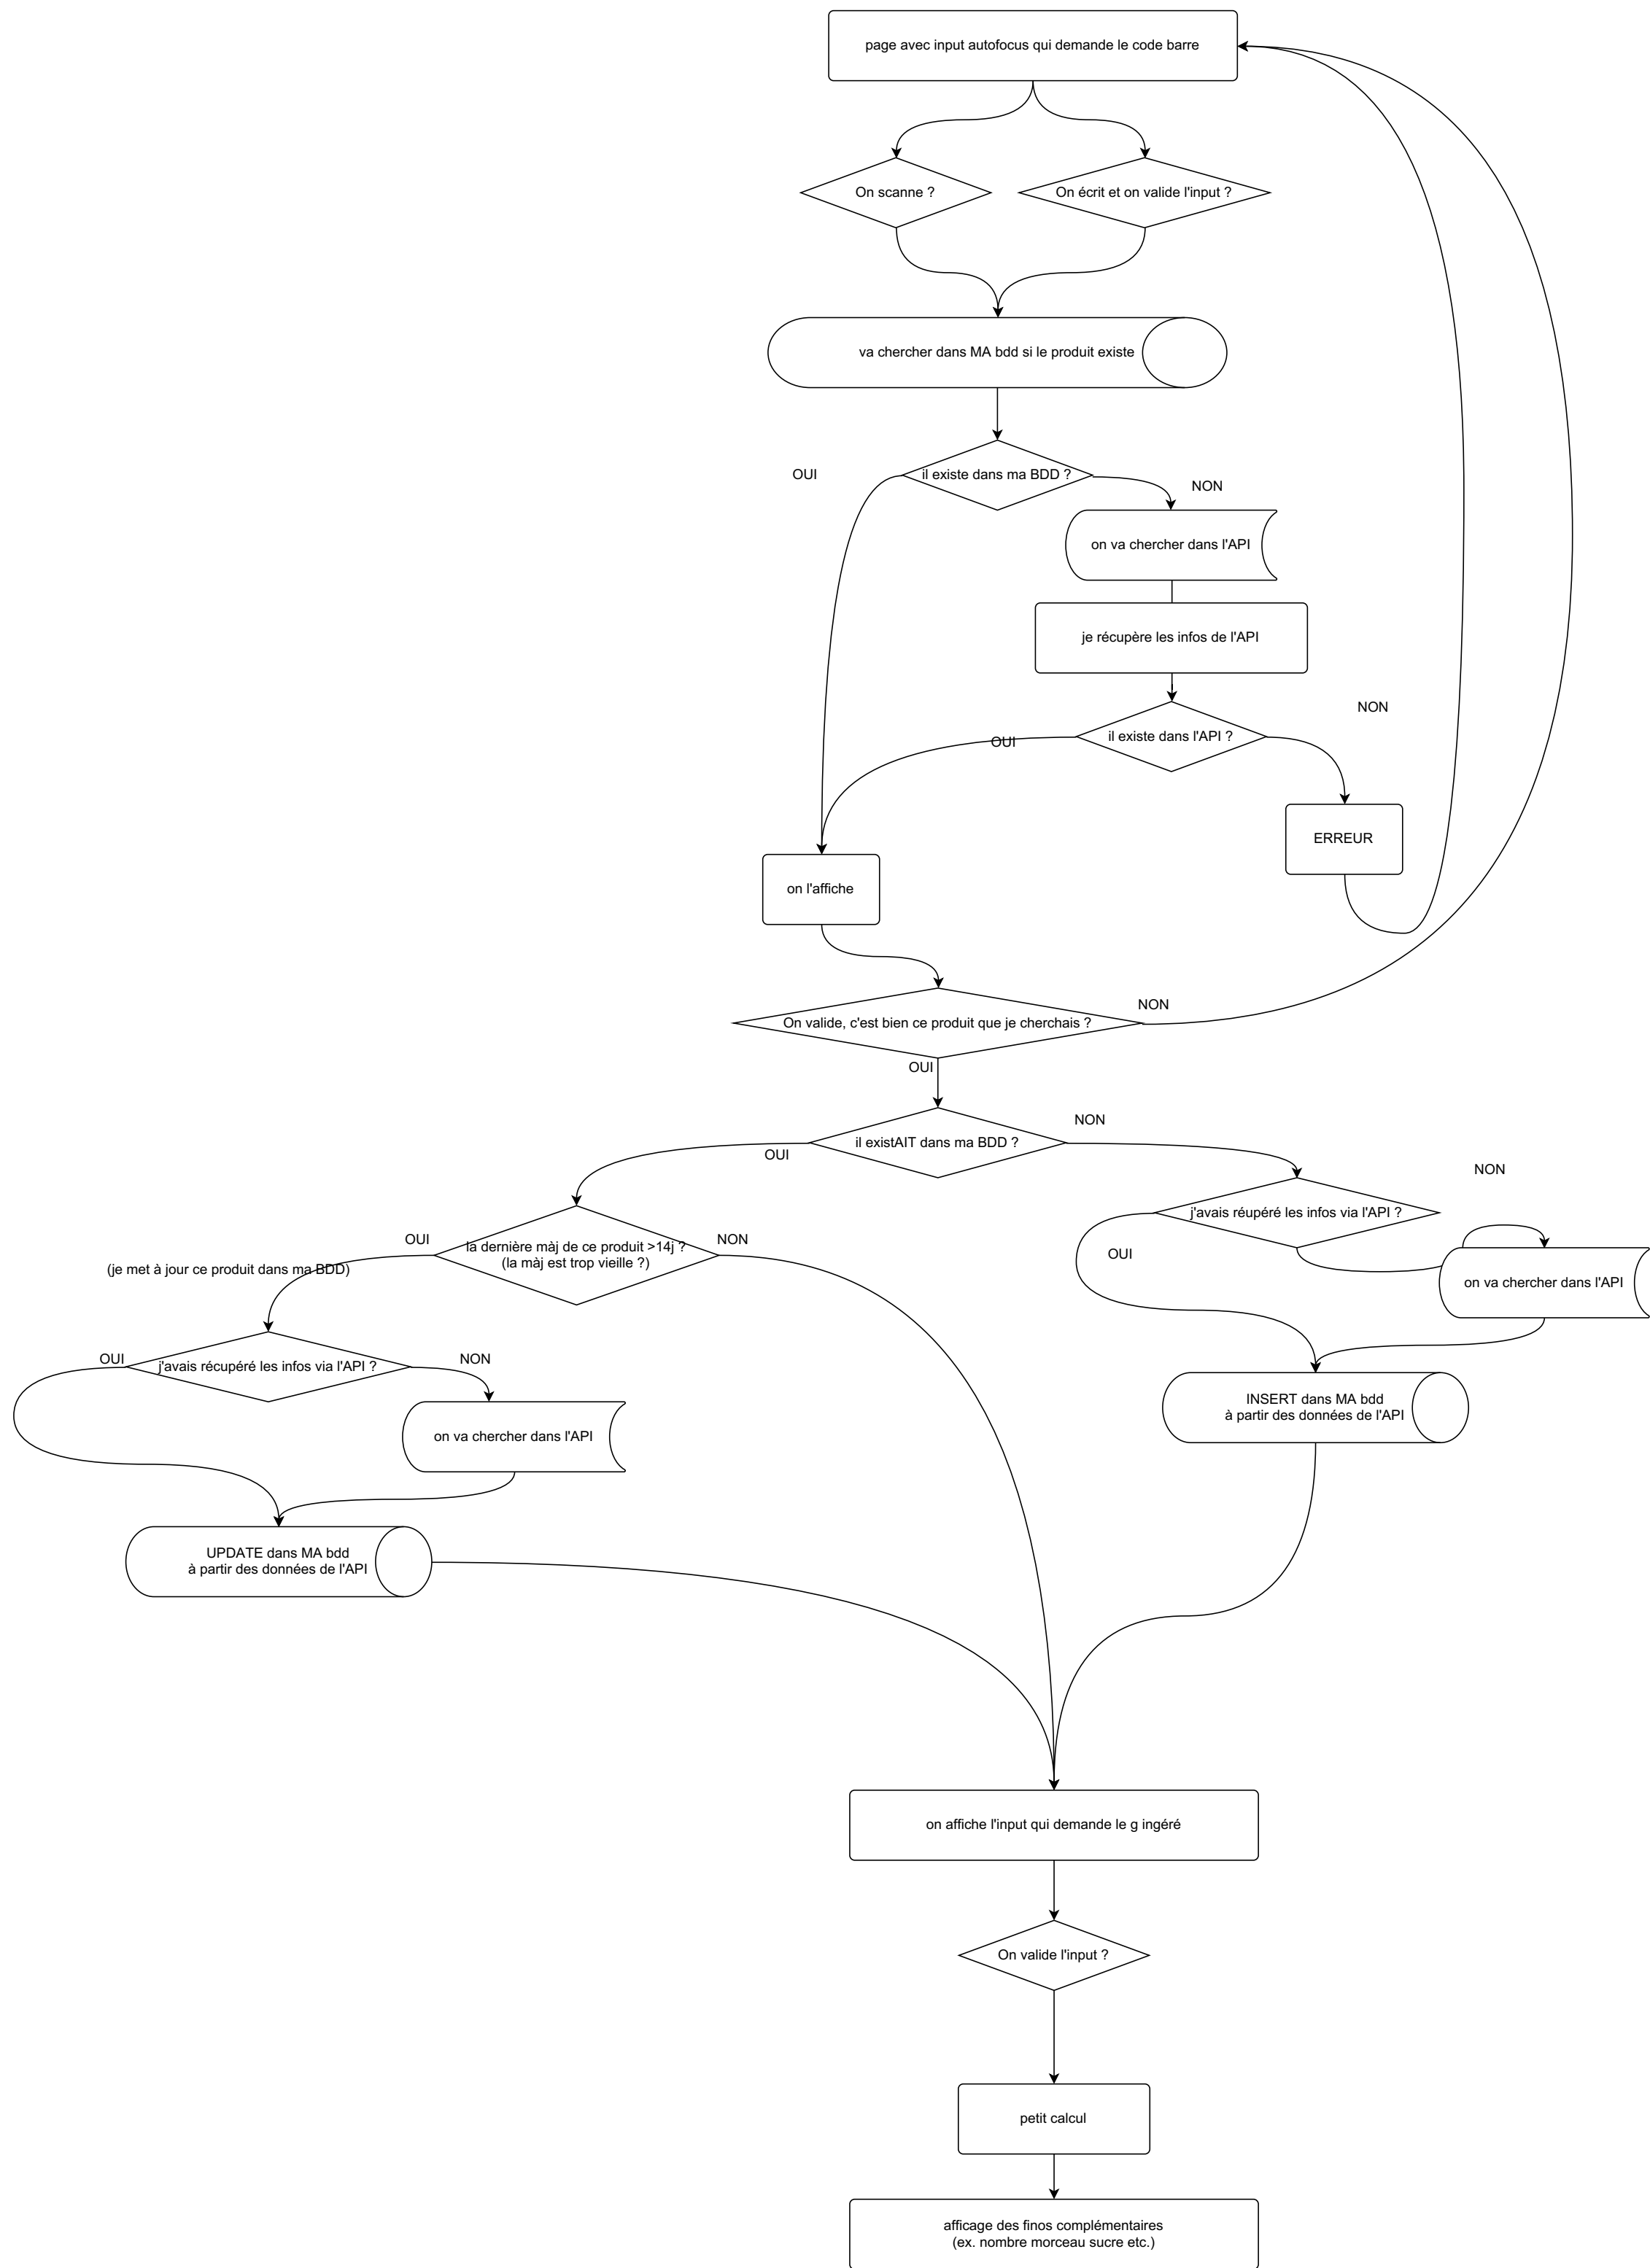 page avec input autofocus qui demande le code barre
On scanne ?
On écrit et on valide l'input ?
va chercher dans MA bdd si le produit existe
OUI
il existe dans ma BDD ?
NON
on va chercher dans l'API
je récupère les infos de l'API
NON
il existe dans l'API ?
OUI
ERREUR
on l'affiche
NON
On valide, c'est bien ce produit que je cherchais ?
OUI
NON
il existAIT dans ma BDD ?
OUI
NON
j'avais réupéré les infos via l'API ?
OUI
on va chercher dans l'API
OUI
NON
la dernière màj de ce produit >14j ?
(la màj est trop vieille ?)
(je met à jour ce produit dans ma BDD)
OUI
j'avais récupéré les infos via l'API ?
NON
on va chercher dans l'API
INSERT dans MA bdd
à partir des données de l'API
UPDATE dans MA bdd
à partir des données de l'API
on affiche l'input qui demande le g ingéré
On valide l'input ?
petit calcul
afficage des finos complémentaires
(ex. nombre morceau sucre etc.)